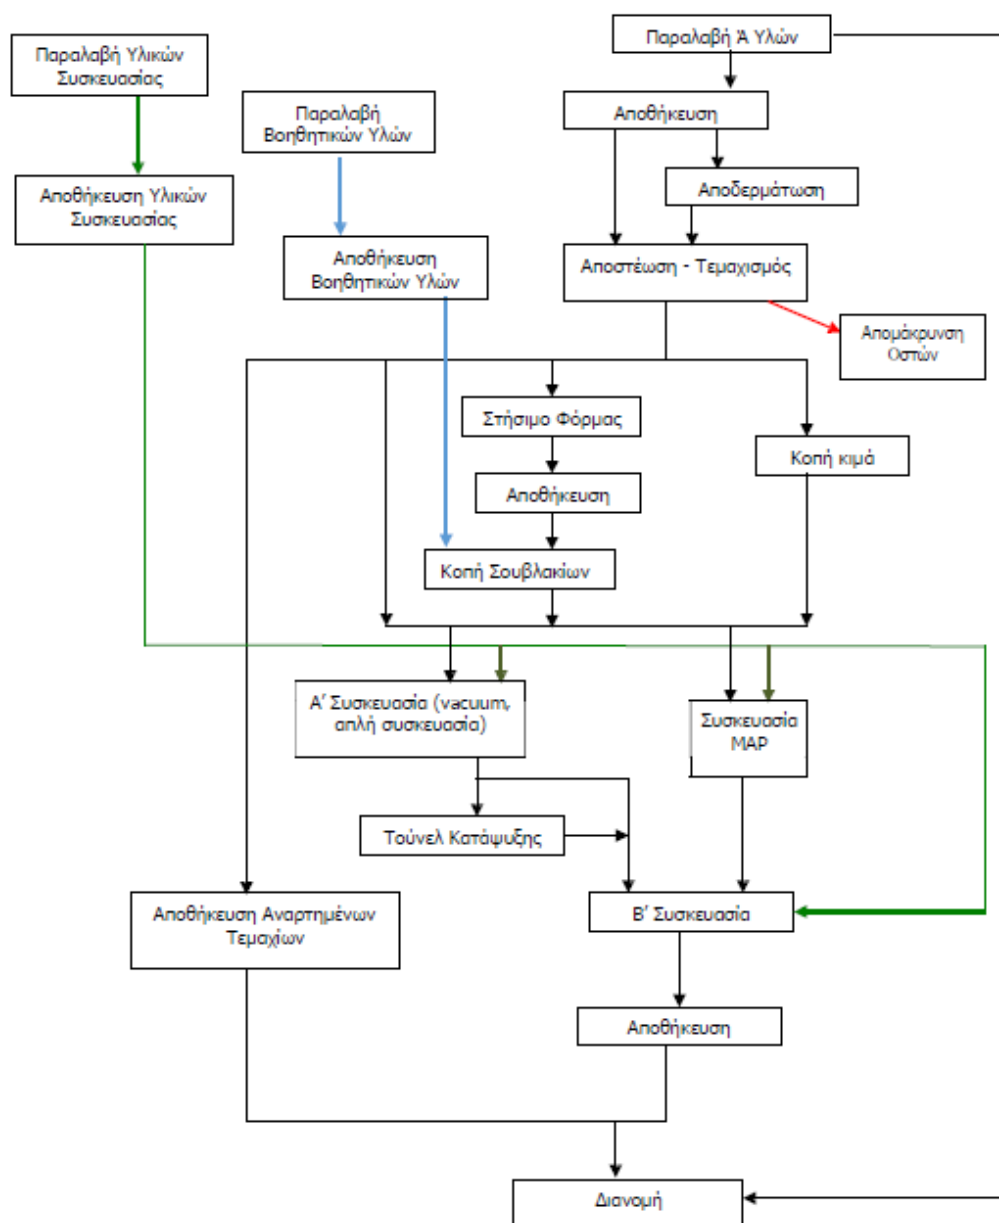 Παραλαβή Ά Υλών
Παραλαβή Υλικών
Συσκευασίας
Παραλαβή
Βοηθητικών Υλών
Αποθήκευση
Αποθήκευση Υλικών
Συσκευασίας
Αποδερμάτωση
Αποθήκευση
Βοηθητικών Υλών
Αποστέωση - Τεμαχισμός
Απομάκρυνση
Οστών
Στήσιμο Φόρμας
Κοπή κιμά
Αποθήκευση
Κοπή Σουβλακίων
Α’ Συσκευασία (vacuum,
απλή συσκευασία)
Συσκευασία
MAP
Τούνελ Κατάψυξης
Αποθήκευση Αναρτημένων
Τεμαχίων
Β’ Συσκευασία
Αποθήκευση
Διανομή